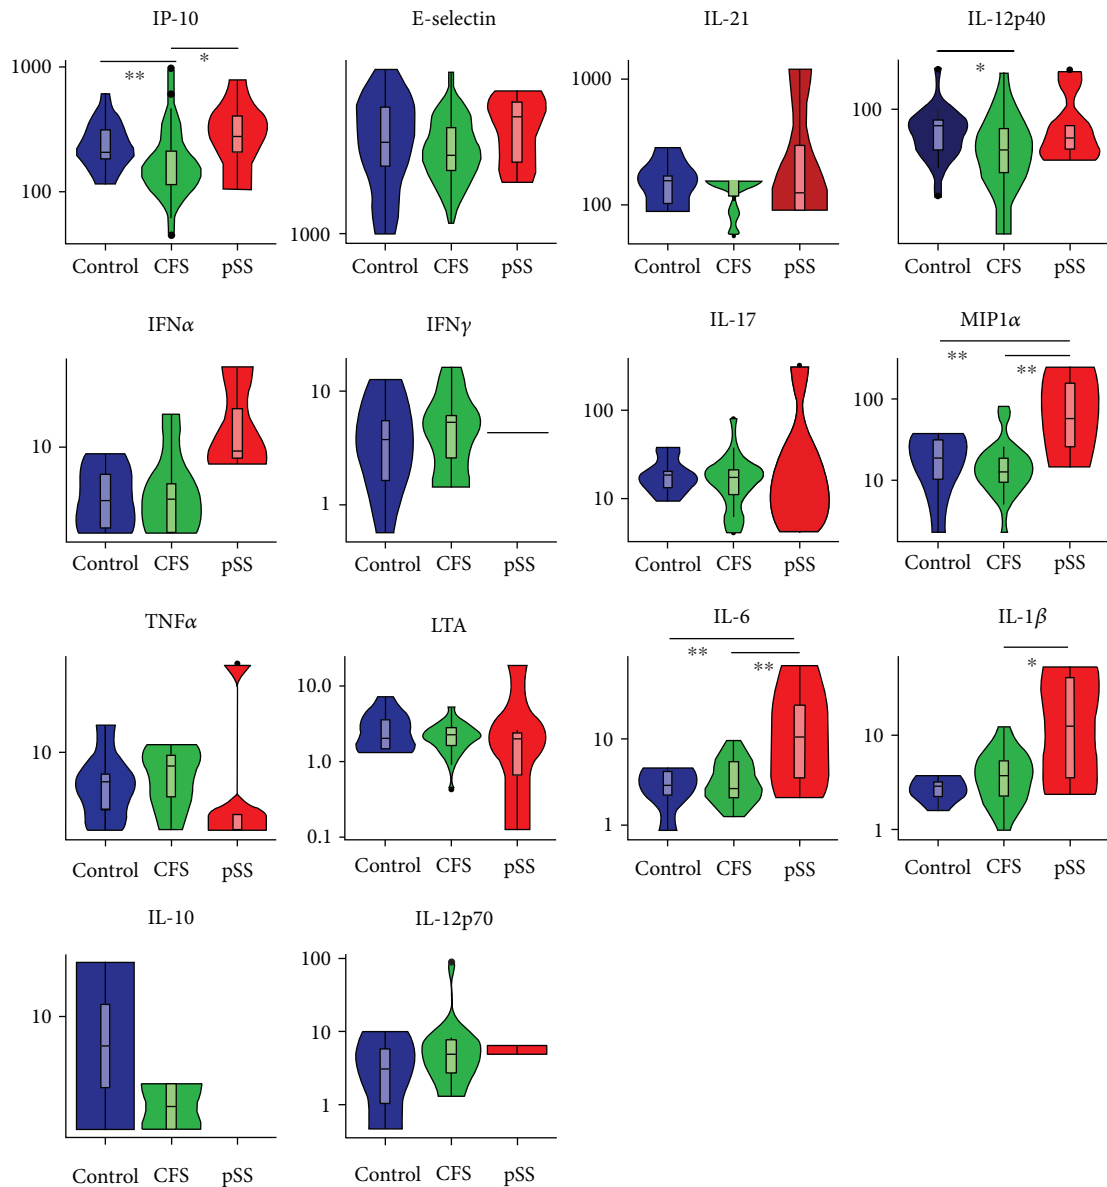 IP-10
E-selectin
IL-21
IL-12p40
1000
100
**
*
Control CFS pSS
1000
Control CFS pSS
1000
100
Control CFS pSS
100
*
Control CFS pSS
IFNα
IFNγ
IL-17
MIP1α
10
Control CFS pSS
10
1
Control CFS pSS
100
10
Control CFS pSS
100
10
**
**
Control CFS pSS
TNFα
LTA
IL-6
IL-1β
10
Control CFS pSS
10.0
1.0
0.1
Control CFS pSS
10
1
**
**
Control CFS pSS
10
1
*
Control CFS pSS
IL-10
IL-12p70
10
Control CFS pSS
100
10
1
Control CFS pSS